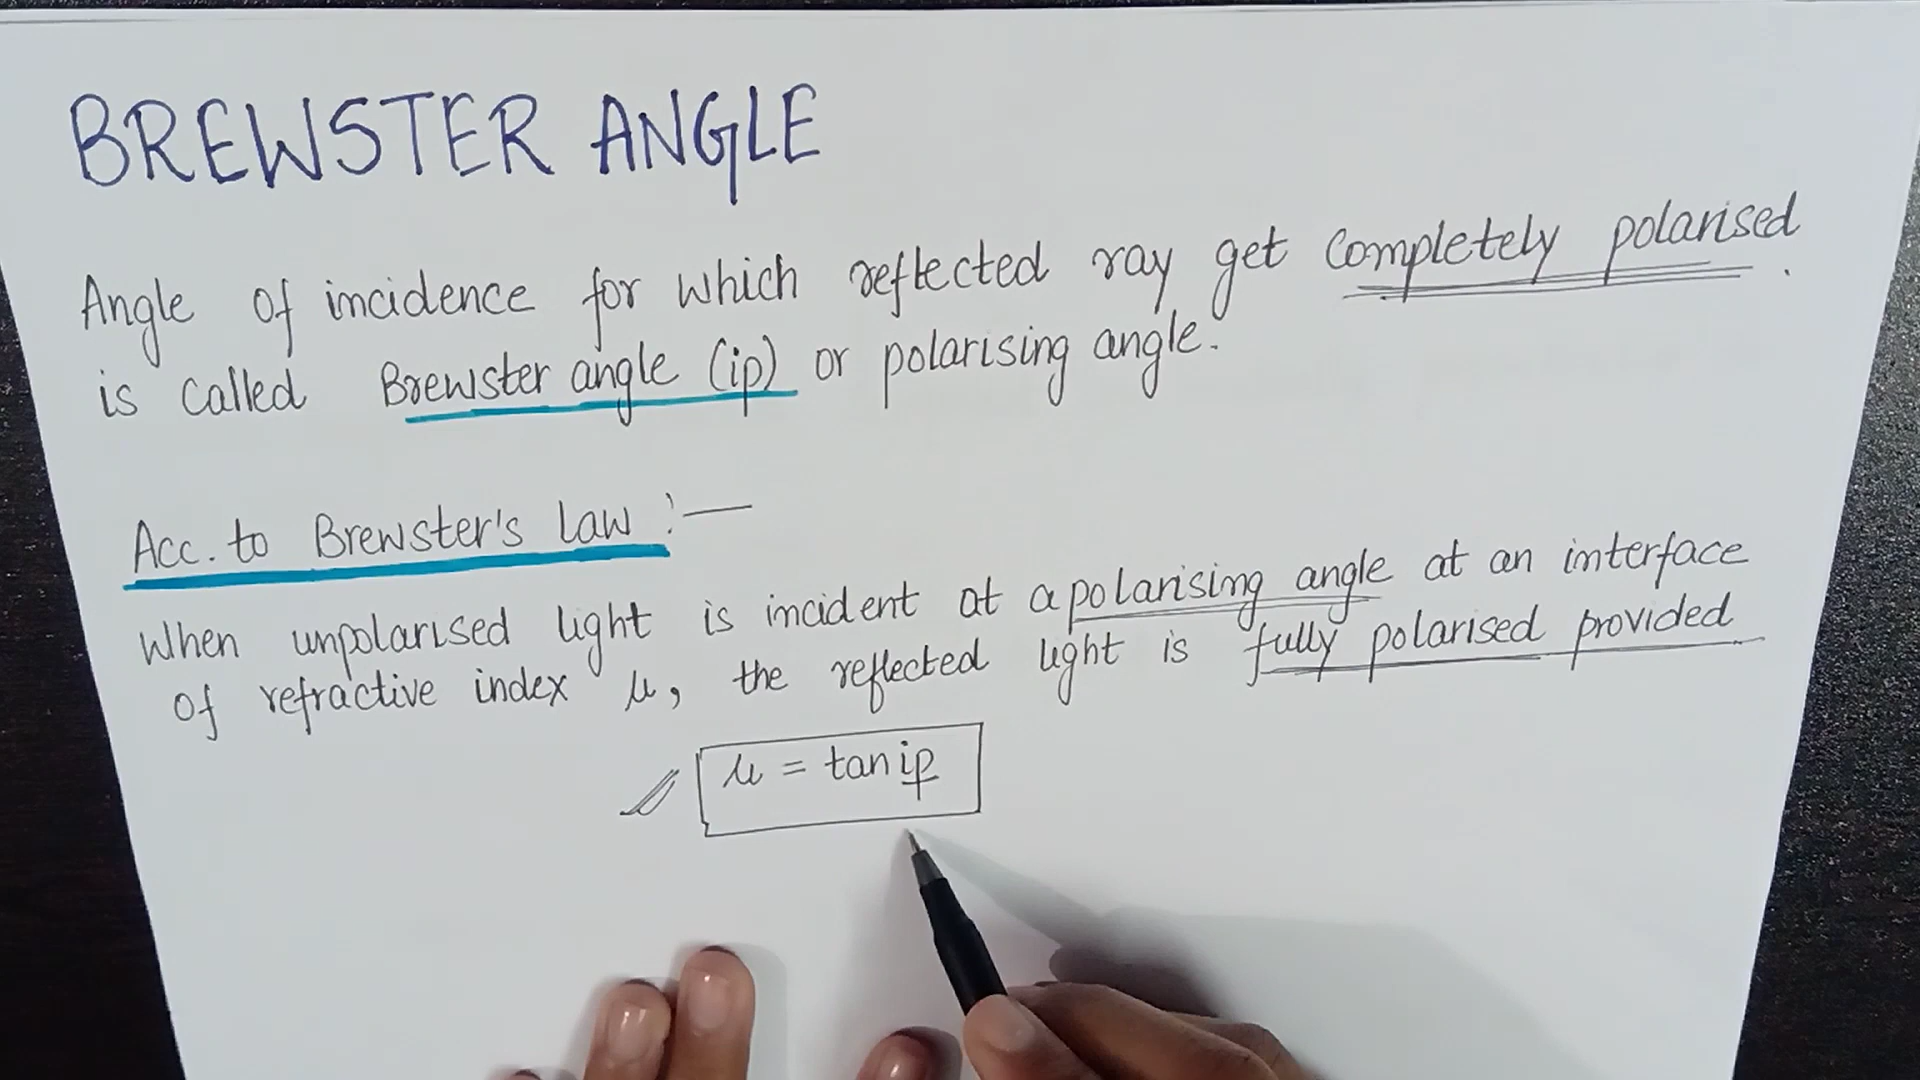 BREWSTER ANGLE
Angle of incidence for which reflected ray get completely polarised.
is called Brewster angle (ip) or polarising angle.
Acc. to Brewster's law :—
When unpolarised light is incident at a polarising angle at an interface
of refractive index μ, the reflected light is fully polarised provided
μ = tan ip